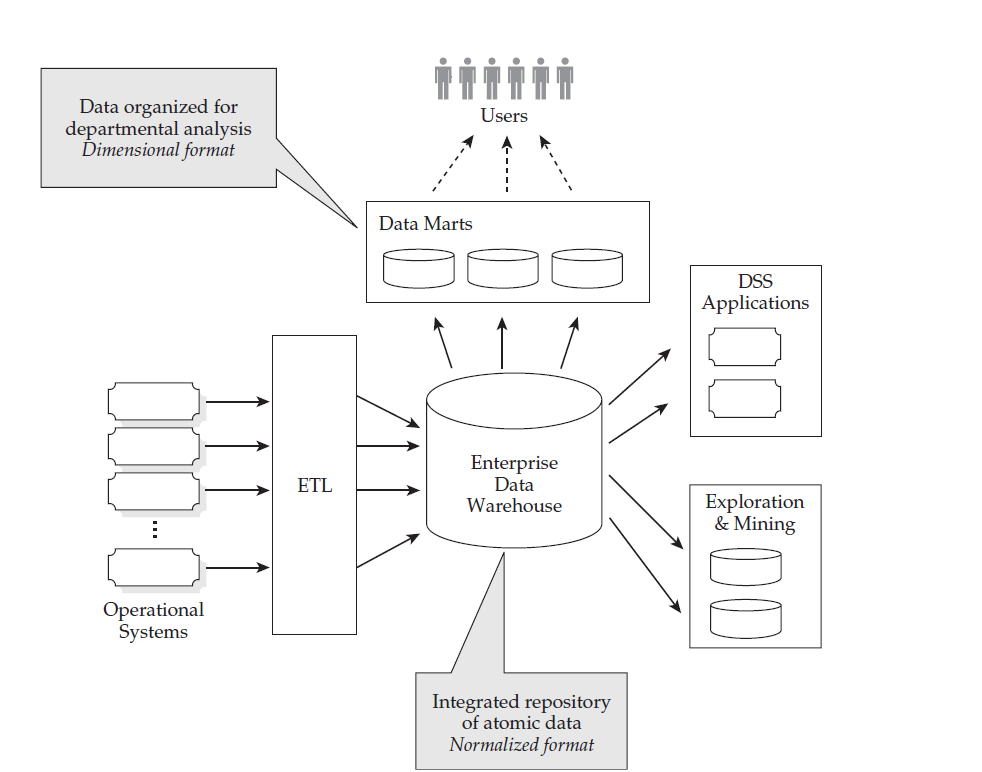 Data organized for
departmental analysis
Dimensional format
Users
Data Marts
DSS
Applications
Enterprise
Data
Warehouse
ETL
Exploration
& Mining
Operational
Systems
Integrated repository
of atomic data
Normalized format